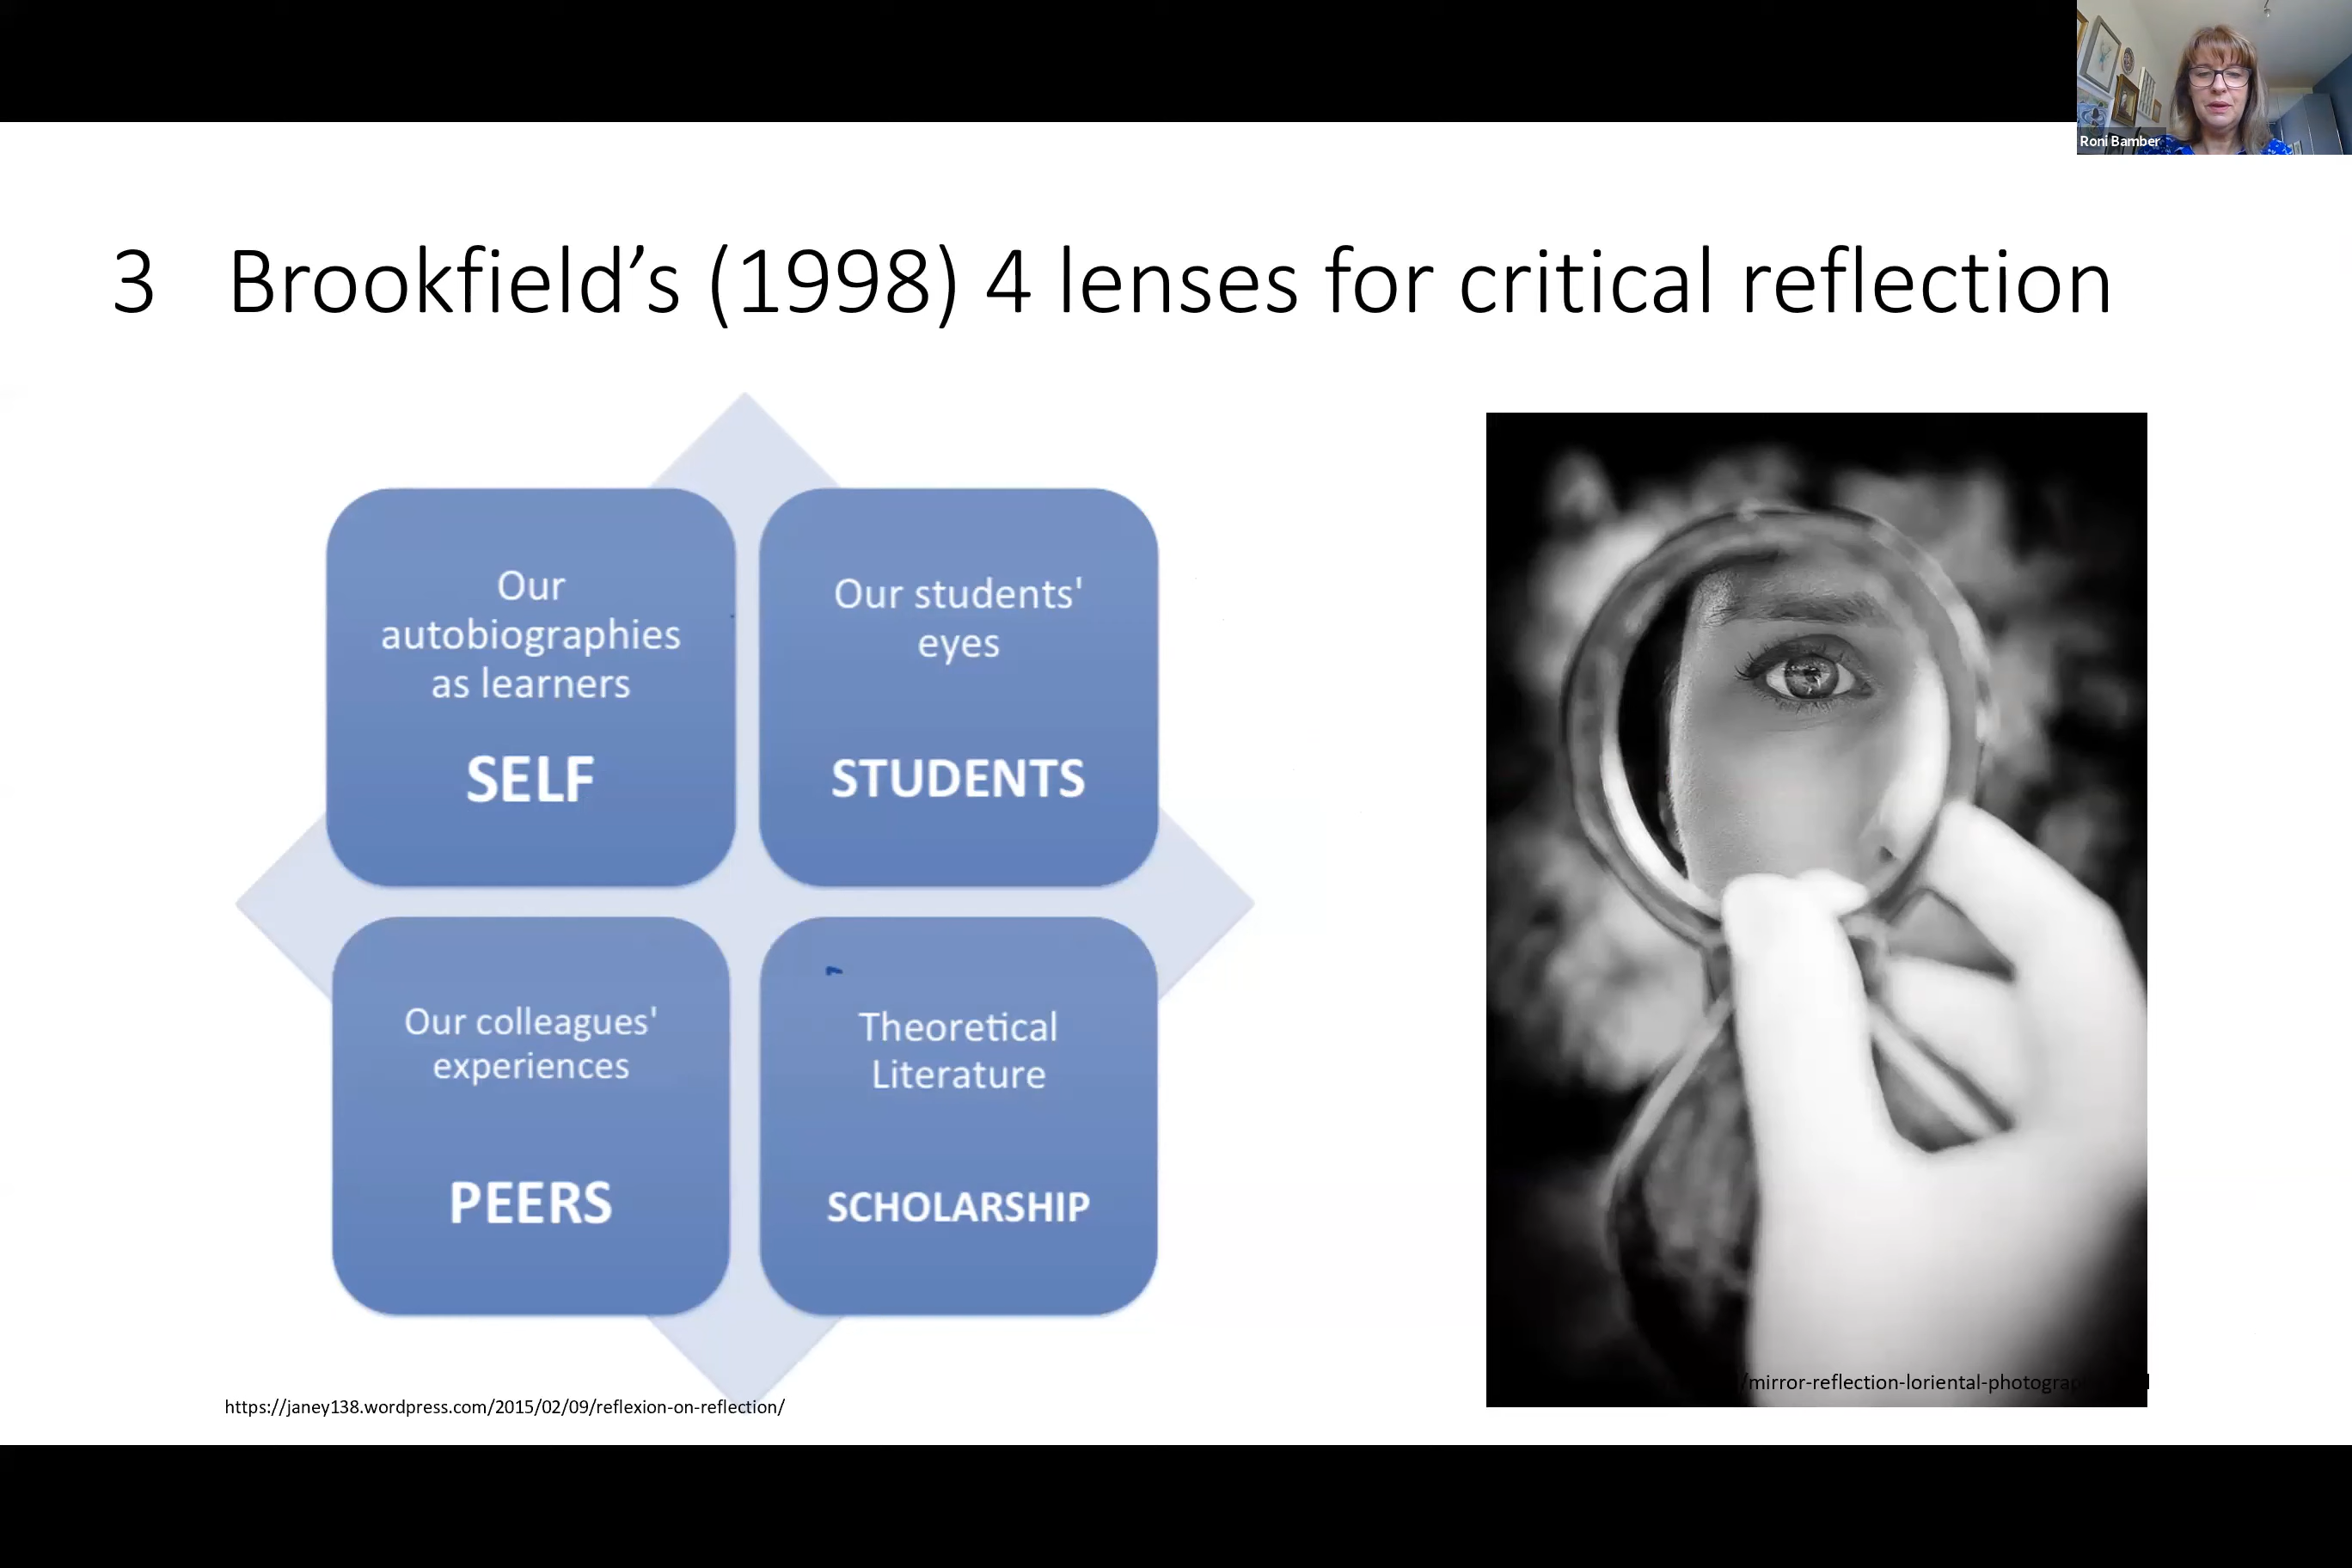 Roni Bamber
3 Brookfield’s (1998) 4 lenses for critical reflection
Our
autobiographies
as learners
SELF
Our students'
eyes
STUDENTS
Our colleagues'
experiences
PEERS
Theoretical
Literature
SCHOLARSHIP
/mirror-reflection-loriental-photograp
https://janey138.wordpress.com/2015/02/09/reflexion-on-reflection/